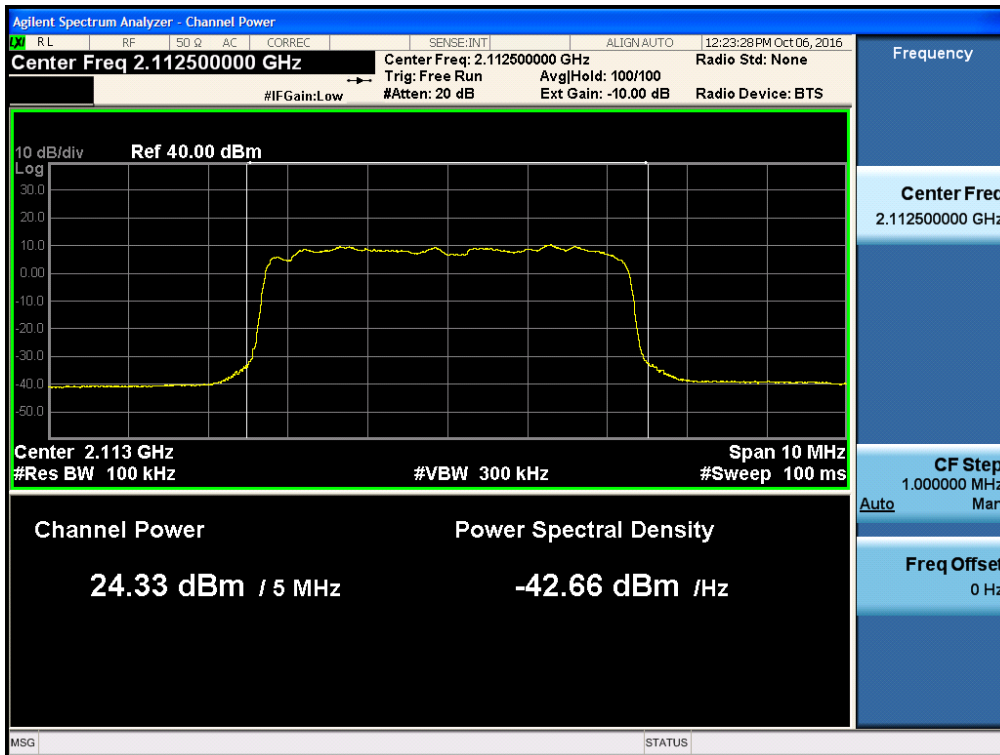 Agilent Spectrum Analyzer - Channel Power
LXI RL RF 50 Ω AC CORREC SENSE:INT ALIGN AUTO 12:23:28 PM Oct 06, 2016
Center Freq 2.112500000 GHz
Center Freq: 2.112500000 GHz Radio Std: None
Trig: Free Run Avg|Hold: 100/100
#IFGain:Low #Atten: 20 dB Ext Gain: -10.00 dB Radio Device: BTS
10 dB/div Ref 40.00 dBm
Log
30.0
20.0
10.0
0.00
-10.0
-20.0
-30.0
-40.0
-50.0
Center 2.113 GHz Span 10 MHz
#Res BW 100 kHz #VBW 300 kHz #Sweep 100 ms
Channel Power Power Spectral Density
24.33 dBm / 5 MHz -42.66 dBm /Hz
MSG STATUS
Frequency
Center Freq
2.112500000 GHz
CF Step
1.000000 MHz
Auto Man
Freq Offset
0 Hz